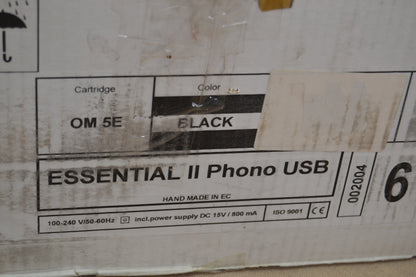 Cartridge
Color
OM 5E
BLACK
ESSENTIAL II Phono USB
HAND MADE IN EC
100-240 V/50-60Hz incl.power supply DC 15V / 800 mA ISO 9001 CE
002004
6